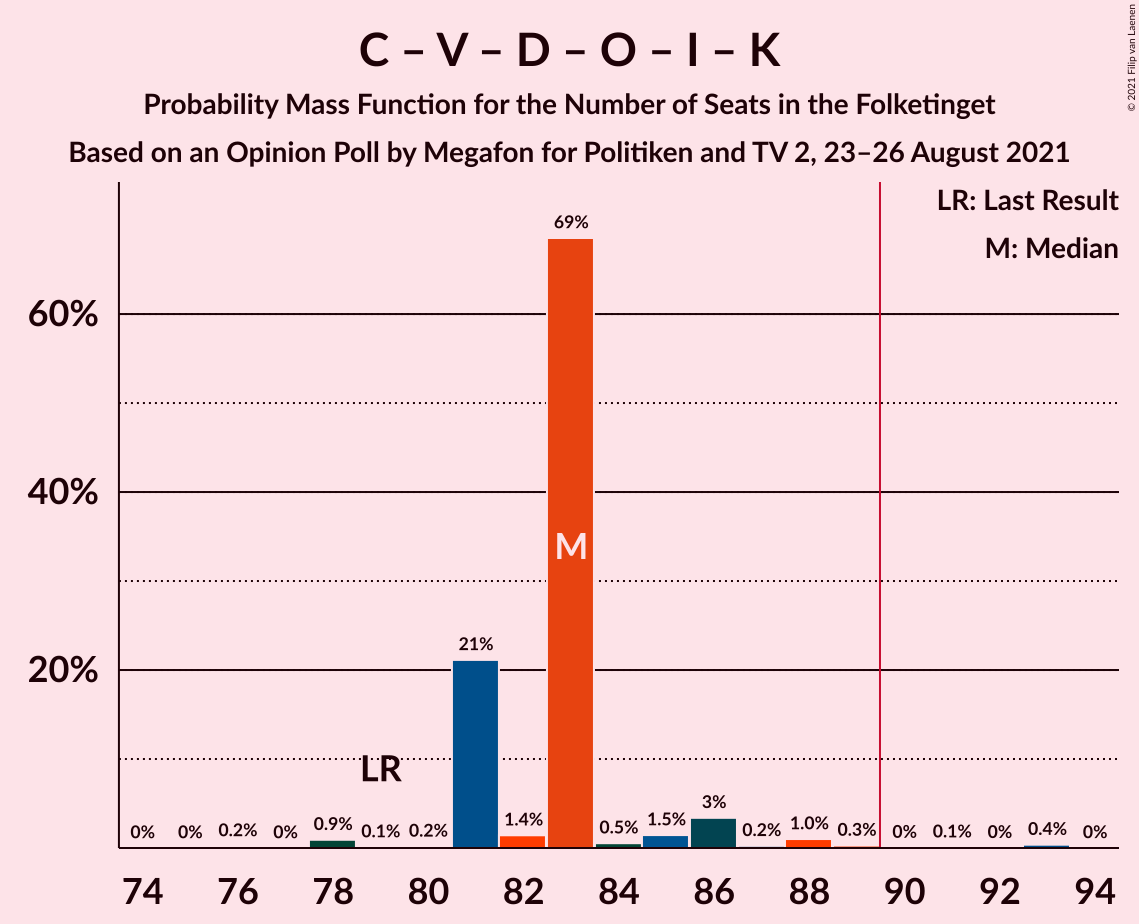 C – V – D – O – I – K
Probability Mass Function for the Number of Seats in the Folketinget
Based on an Opinion Poll by Megafon for Politiken and TV 2, 23–26 August 2021
© 2021 Filip van Laenen
LR: Last Result
M: Median
60%
40%
20%
69%
M
21%
LR
0% 0% 0.2% 0% 0.9% 0.1% 0.2% 1.4% 0.5% 1.5% 3% 0.2% 1.0% 0.3% 0% 0.1% 0% 0.4% 0%
74 76 78 80 82 84 86 88 90 92 94